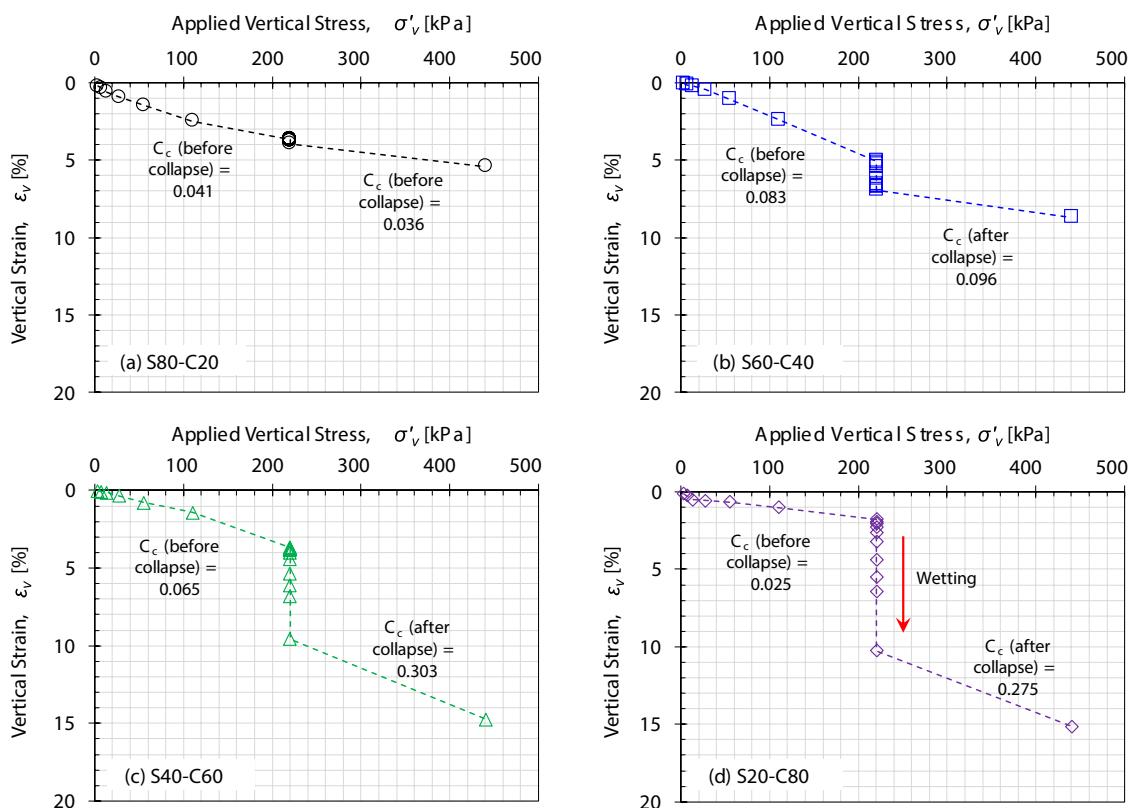 Applied Vertical Stress, σ'v [kPa]
0 100 200 300 400 500
Vertical Strain, εv [%]
0
5
10
15
20
Cc (before
collapse) =
0.041
Cc (before
collapse) =
0.036
(a) S80-C20
Applied Vertical Stress, σ'v [kPa]
0 100 200 300 400 500
Vertical Strain, εv [%]
0
5
10
15
20
Cc (before
collapse) =
0.083
Cc (after
collapse) =
0.096
(b) S60-C40
Applied Vertical Stress, σ'v [kPa]
0 100 200 300 400 500
Vertical Strain, εv [%]
0
5
10
15
20
Cc (before
collapse) =
0.065
Cc (after
collapse) =
0.303
(c) S40-C60
Applied Vertical Stress, σ'v [kPa]
0 100 200 300 400 500
Vertical Strain, εv [%]
0
5
10
15
20
Cc (before
collapse) =
0.025
Wetting
Cc (after
collapse) =
0.275
(d) S20-C80